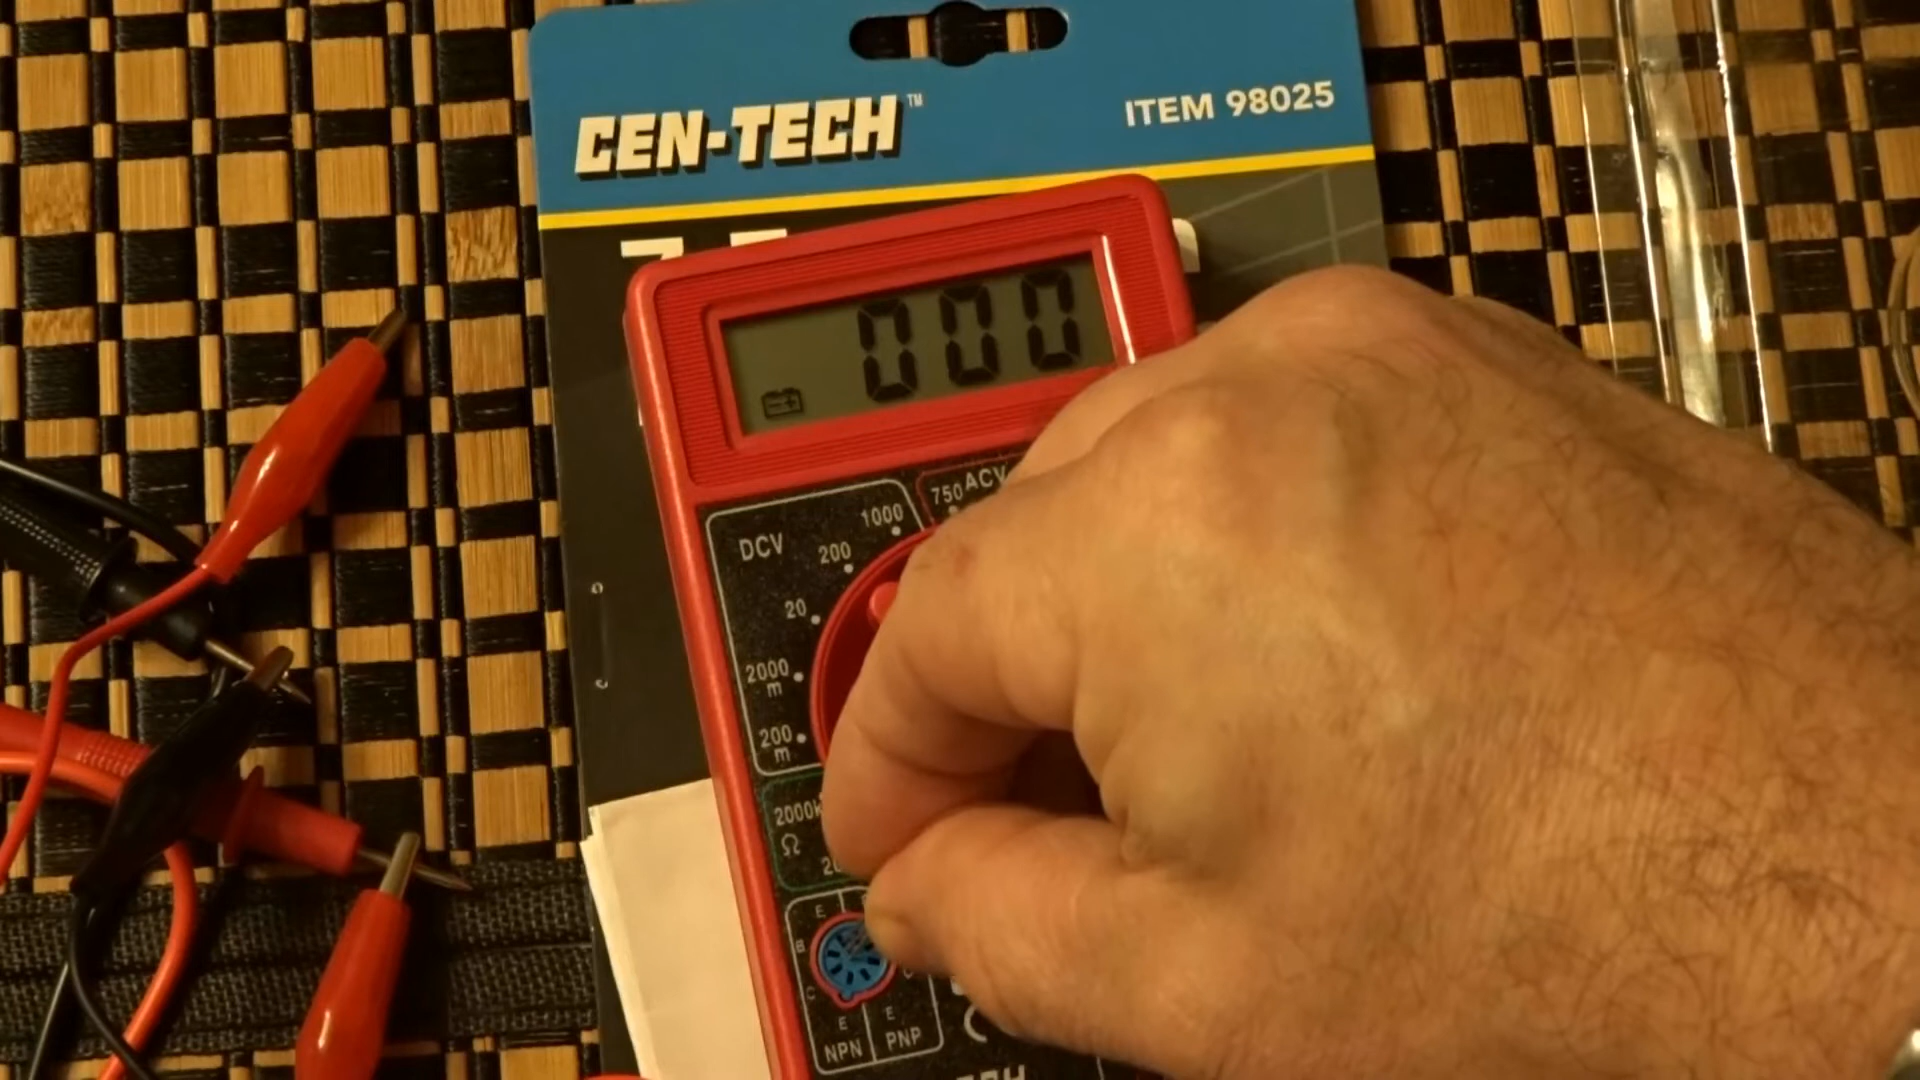 CEN-TECH™
ITEM 98025
000
750
ACV
1000
DCV
200
20
2000
m
200
m
2000k
Ω
E
B
C
E
E
NPN
PNP